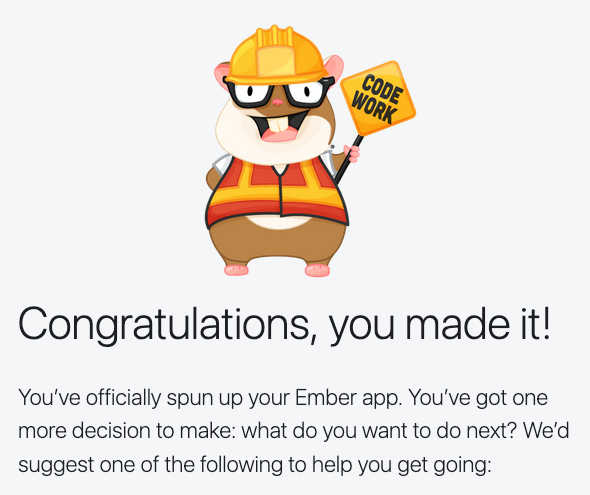 CODE
WORK
Congratulations, you made it!
You’ve officially spun up your Ember app. You’ve got one
more decision to make: what do you want to do next? We’d
suggest one of the following to help you get going: